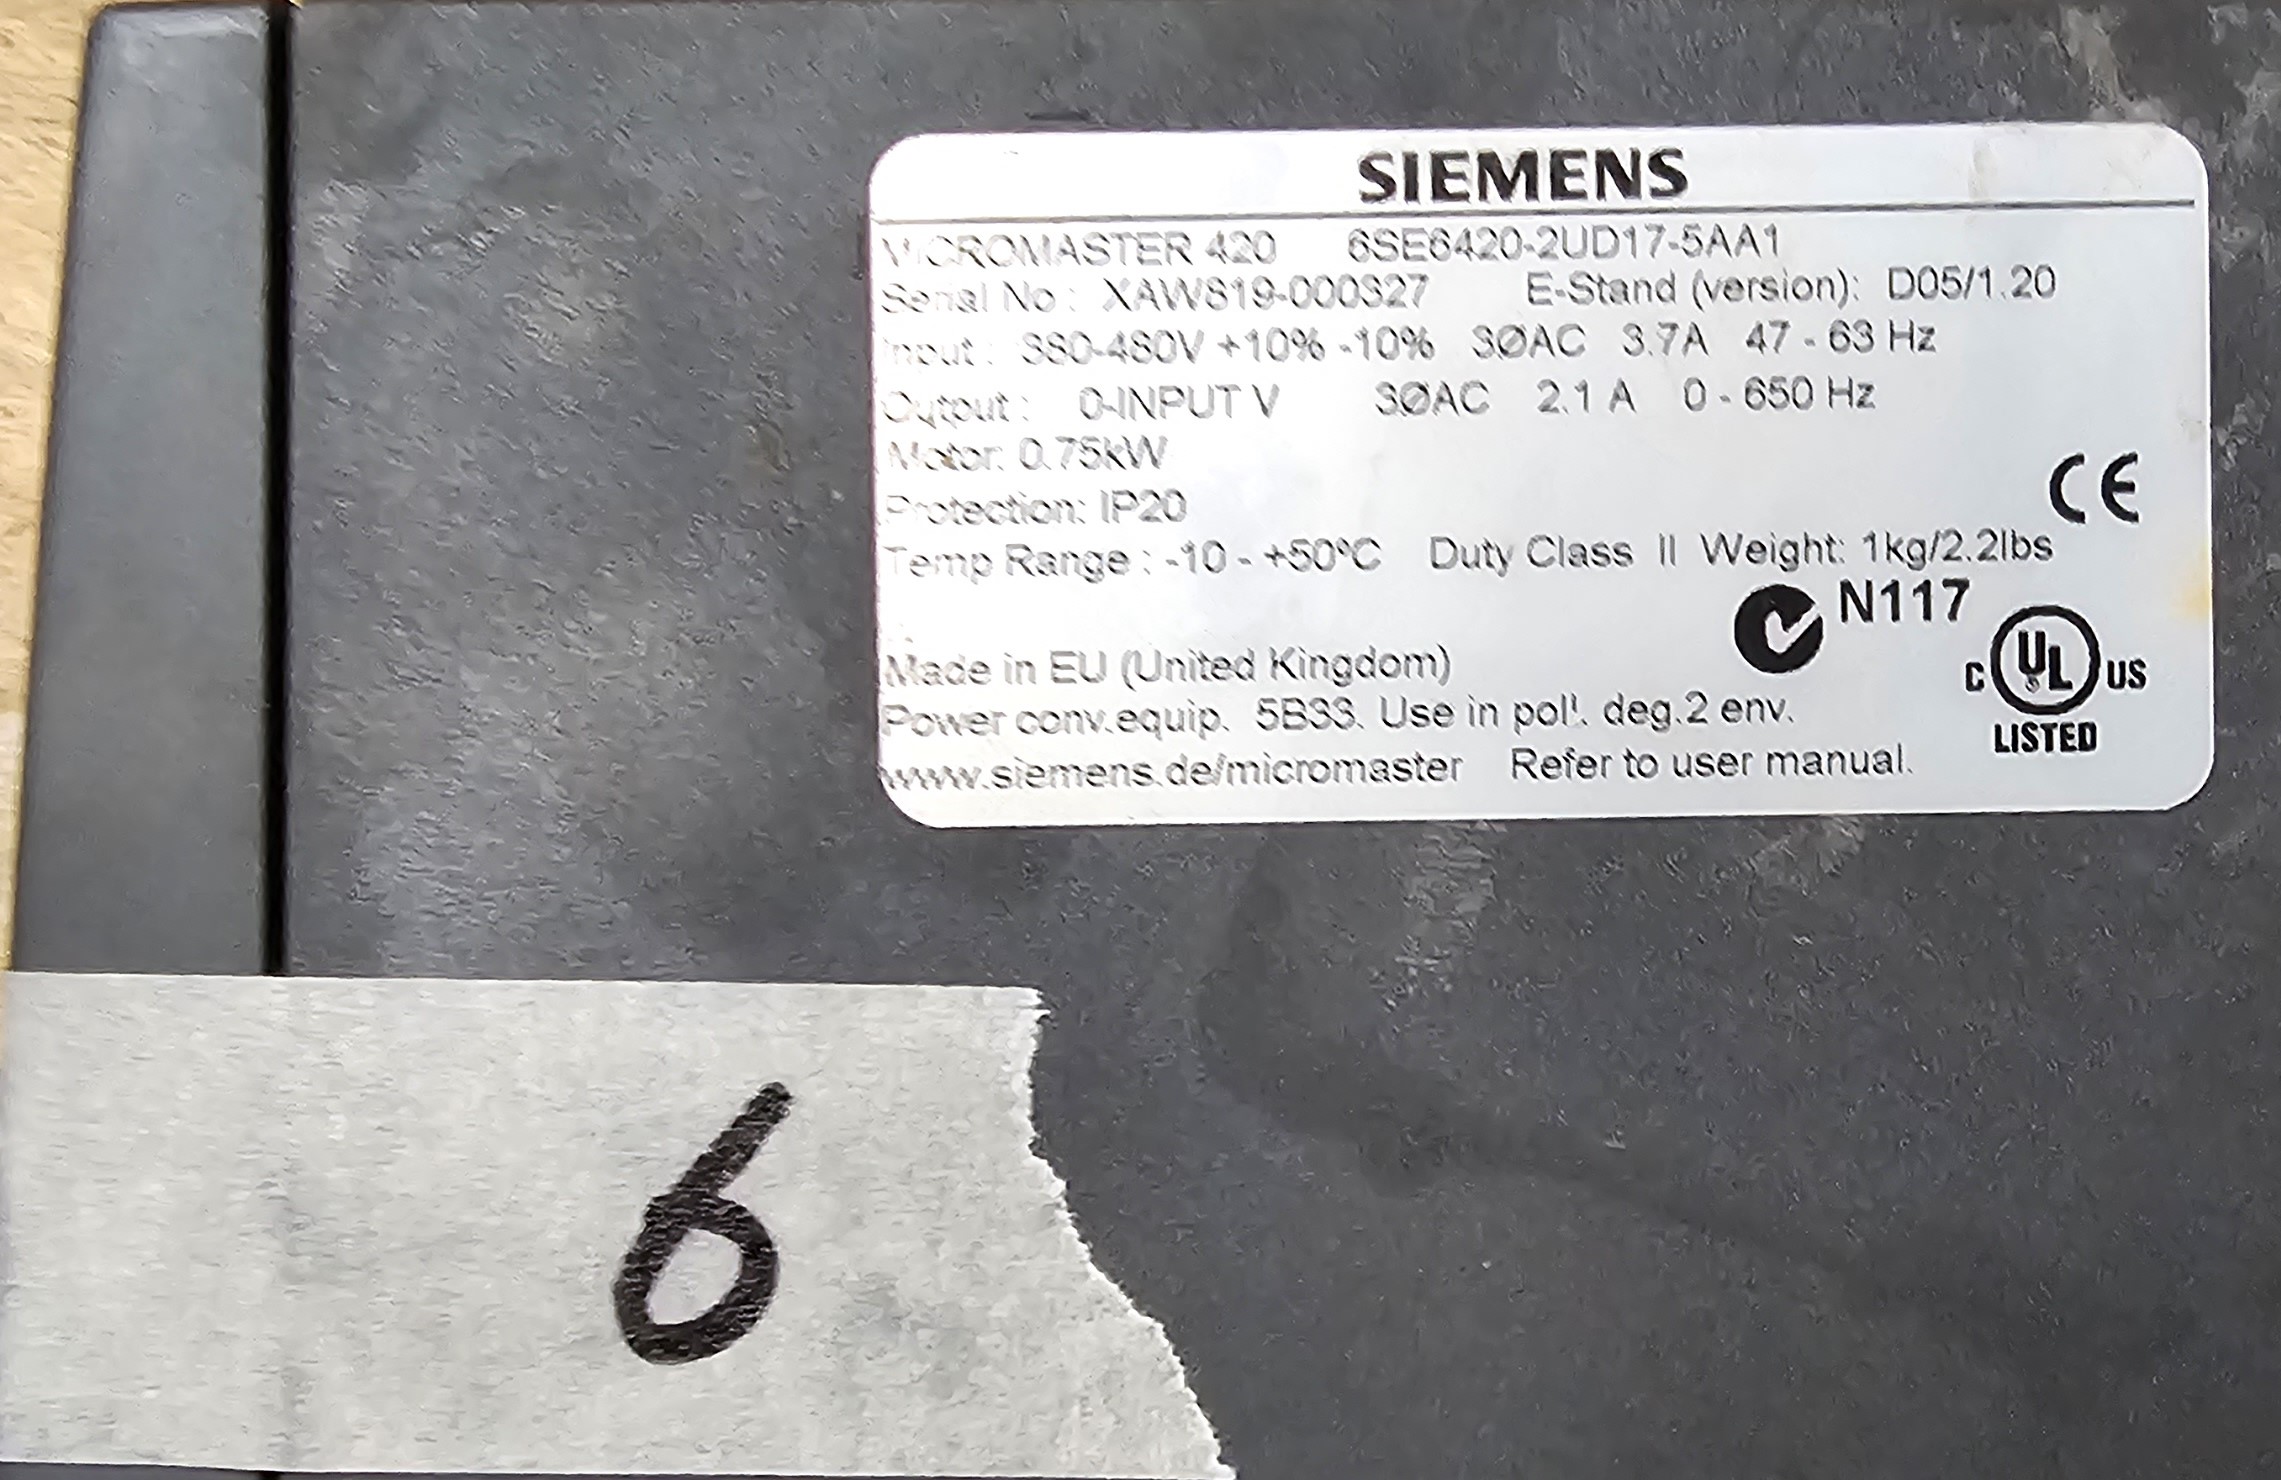 SIEMENS
MICROMASTER 420 6SE6420-2UD17-5AA1
Serial No : XAW819-000327 E-Stand (version): D05/1.20
Input : 380-480V +10% -10% 3ØAC 3.7A 47 - 63 Hz
Output : 0-INPUT V 3ØAC 2.1 A 0 - 650 Hz
Motor: 0.75kW
Protection: IP20
CE
Temp Range : -10 - +50°C Duty Class II Weight: 1kg/2.2lbs
N117
Made in EU (United Kingdom)
C UL US
LISTED
Power conv.equip. 5B33. Use in poll. deg.2 env.
www.siemens.de/micromaster Refer to user manual.
6